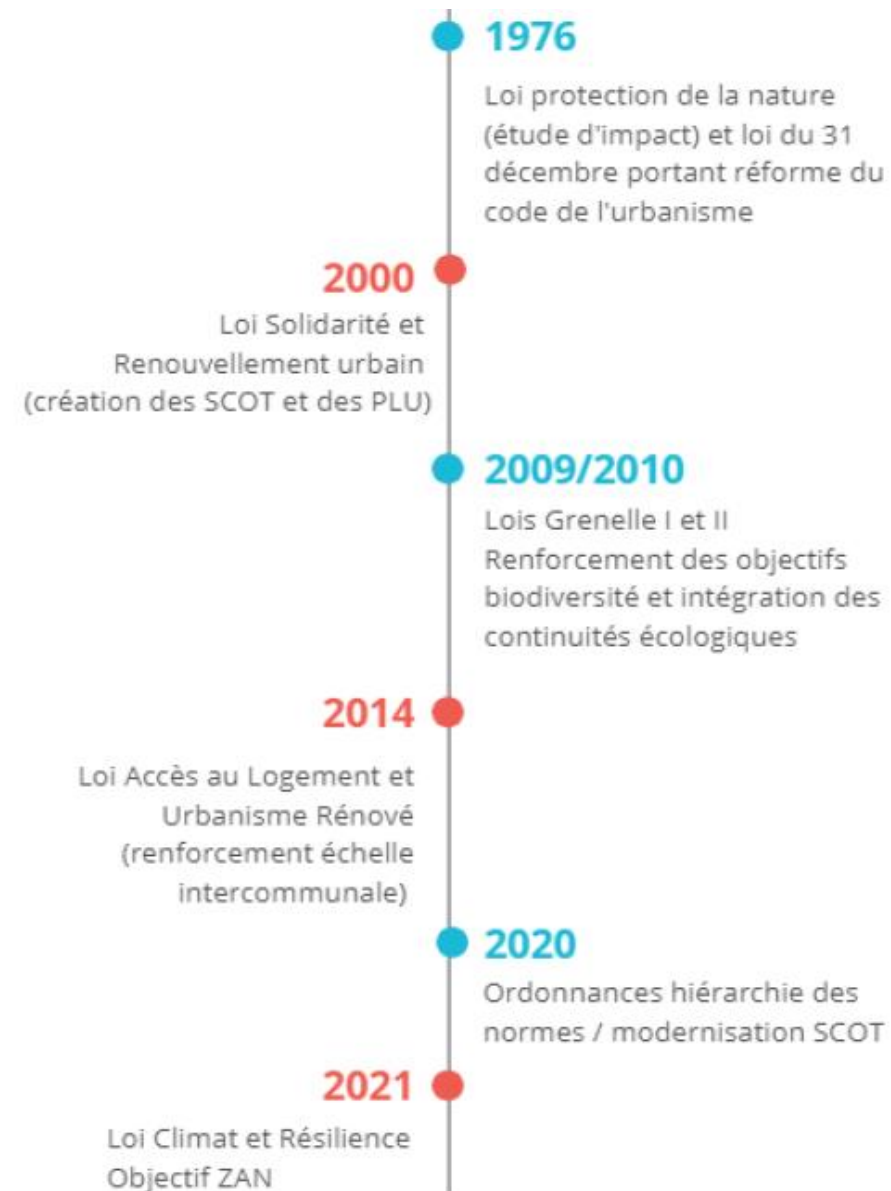 1976
Loi protection de la nature
(étude d'impact) et loi du 31
décembre portant réforme du
code de l'urbanisme
2000
Loi Solidarité et
Renouvellement urbain
(création des SCOT et des PLU)
2009/2010
Lois Grenelle I et II
Renforcement des objectifs
biodiversité et intégration des
continuités écologiques
2014
Loi Accès au Logement et
Urbanisme Rénové
(renforcement échelle
intercommunale)
2020
Ordonnances hiérarchie des
normes / modernisation SCOT
2021
Loi Climat et Résilience
Objectif ZAN